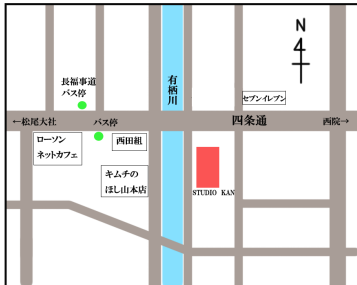 N
長福寺道
バス停
有栖川
セブンイレブン
←松尾大社
バス停
四条通
西院→
ローソン
ネットカフェ
西田組
キムチの
ほし山本店
STUDIO KAN